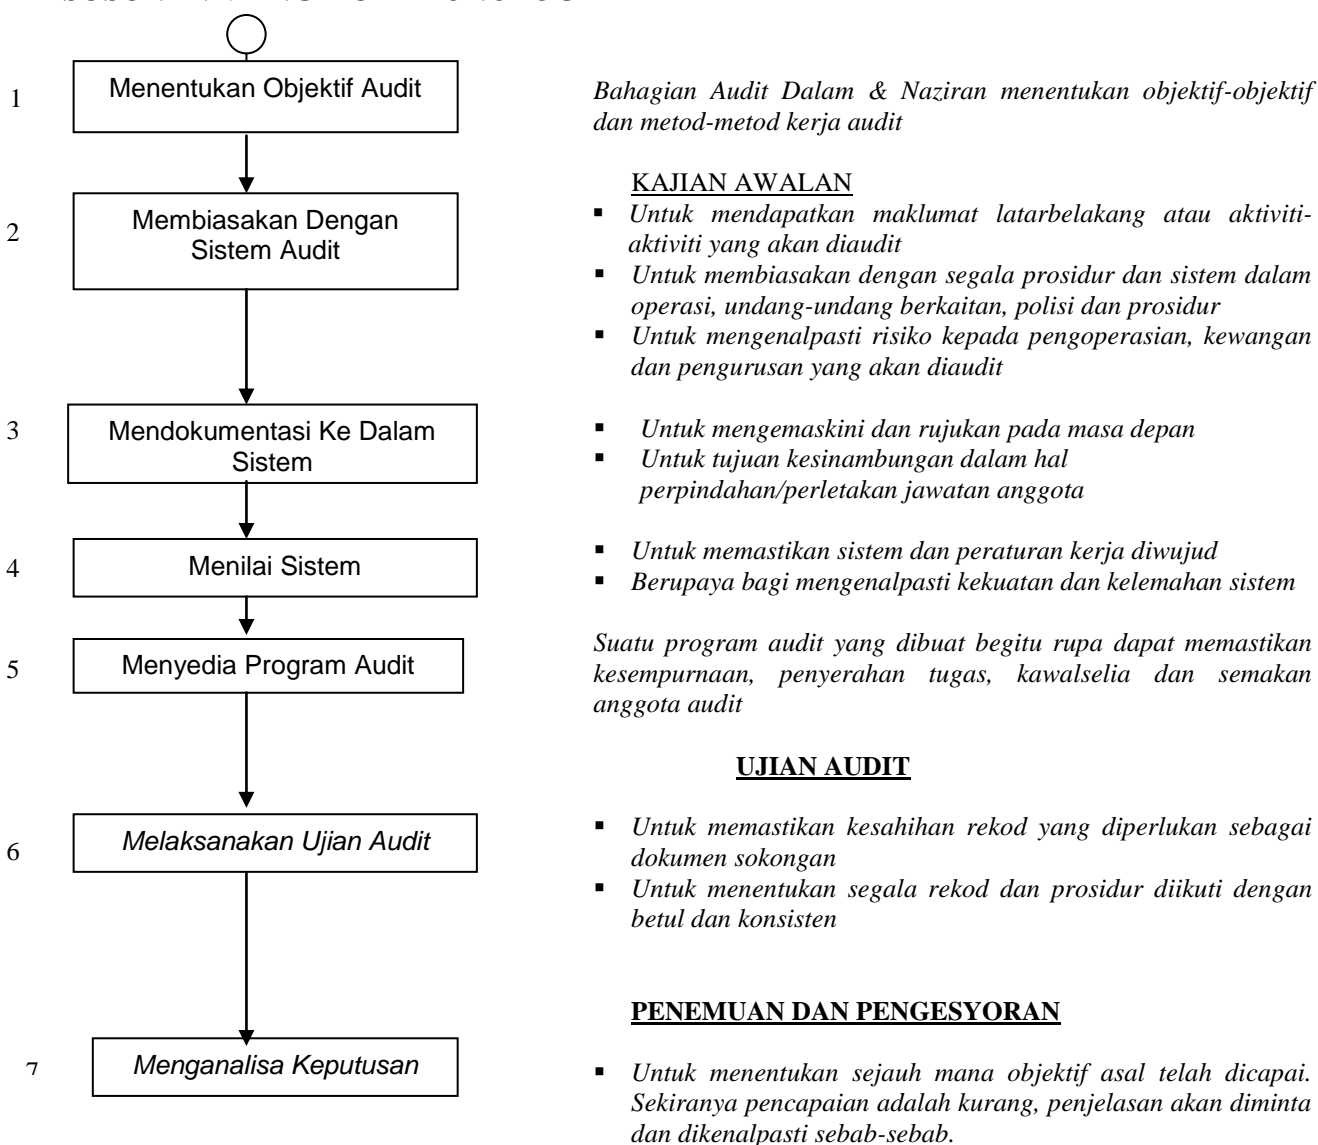 1
Menentukan Objektif Audit
Bahagian Audit Dalam & Naziran menentukan objektif-objektif
dan metod-metod kerja audit
KAJIAN AWALAN
2
Membiasakan Dengan
Sistem Audit
▪ Untuk mendapatkan maklumat latarbelakang atau aktiviti-
aktiviti yang akan diaudit
▪ Untuk membiasakan dengan segala prosidur dan sistem dalam
operasi, undang-undang berkaitan, polisi dan prosidur
▪ Untuk mengenalpasti risiko kepada pengoperasian, kewangan
dan pengurusan yang akan diaudit
3
Mendokumentasi Ke Dalam
Sistem
▪ Untuk mengemaskini dan rujukan pada masa depan
▪ Untuk tujuan kesinambungan dalam hal
perpindahan/perletakan jawatan anggota
4
Menilai Sistem
▪ Untuk memastikan sistem dan peraturan kerja diwujud
▪ Berupaya bagi mengenalpasti kekuatan dan kelemahan sistem
5
Menyedia Program Audit
Suatu program audit yang dibuat begitu rupa dapat memastikan
kesempurnaan, penyerahan tugas, kawalselia dan semakan
anggota audit
UJIAN AUDIT
6
Melaksanakan Ujian Audit
▪ Untuk memastikan kesahihan rekod yang diperlukan sebagai
dokumen sokongan
▪ Untuk menentukan segala rekod dan prosidur diikuti dengan
betul dan konsisten
PENEMUAN DAN PENGESYORAN
7
Menganalisa Keputusan
▪ Untuk menentukan sejauh mana objektif asal telah dicapai.
Sekiranya pencapaian adalah kurang, penjelasan akan diminta
dan dikenalpasti sebab-sebab.